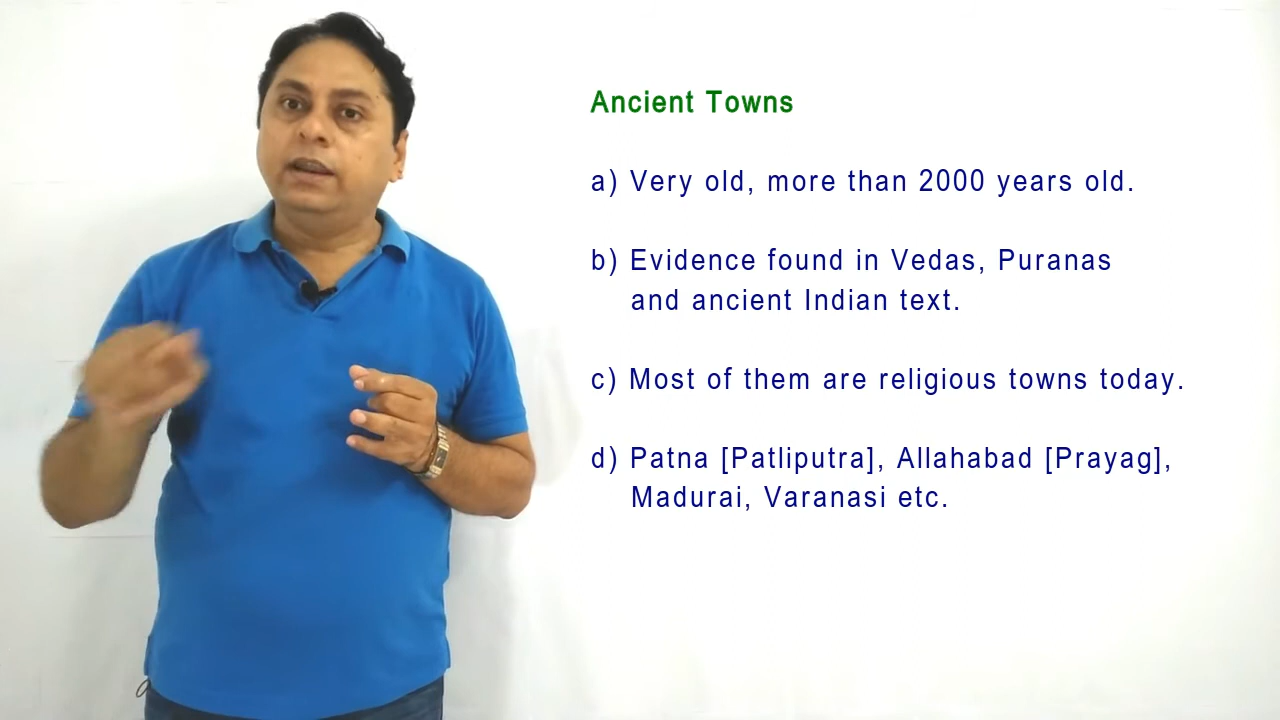 Ancient Towns
a) Very old, more than 2000 years old.
b) Evidence found in Vedas, Puranas
and ancient Indian text.
c) Most of them are religious towns today.
d) Patna [Patliputra], Allahabad [Prayag],
Madurai, Varanasi etc.